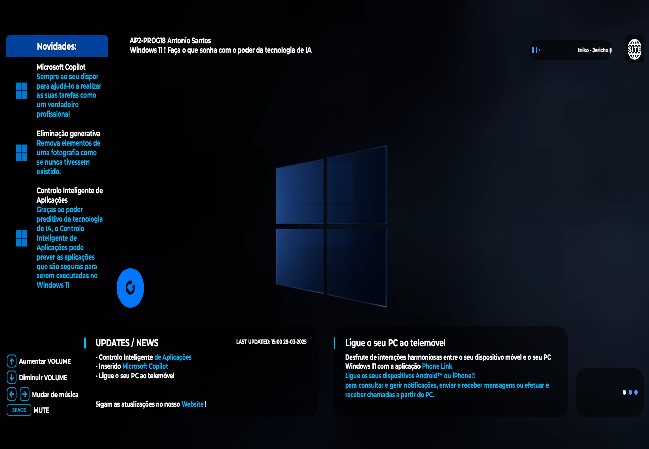 AP2-PROG18 Antonio Santos
Windows 11 ! Faça o que sonha com o poder da tecnologia de IA
Iniko - Jericho
SITE
Novidades:
Microsoft Copilot
Sempre ao seu dispor
para ajudá-lo a realizar
as suas tarefas como
um verdadeiro
profissional
Eliminação generativa
Remova elementos de
uma fotografia como
se nunca tivessem
existido.
Controlo Inteligente de
Aplicações
Graças ao poder
preditivo da tecnologia
de IA, o Controlo
Inteligente de
Aplicações pode
prever as aplicações
que são seguras para
serem executadas no
Windows 11
Aumentar VOLUME
Diminuir VOLUME
Mudar de música
SPACE MUTE
UPDATES / NEWS
LAST UPDATED: 15:00 28-03-2025
- Controlo Inteligente de Aplicações
- Inserido Microsoft Copilot
- Ligue o seu PC ao telemóvel
Sigam as atualizações no nosso Website !
Ligue o seu PC ao telemóvel
Desfrute de interações harmoniosas entre o seu dispositivo móvel e o seu PC
Windows 11 com a aplicação Phone Link
Ligue os seus dispositivos Android™ ou iPhone®
para consultar e gerir notificações, enviar e receber mensagens ou efetuar e
receber chamadas a partir do PC.